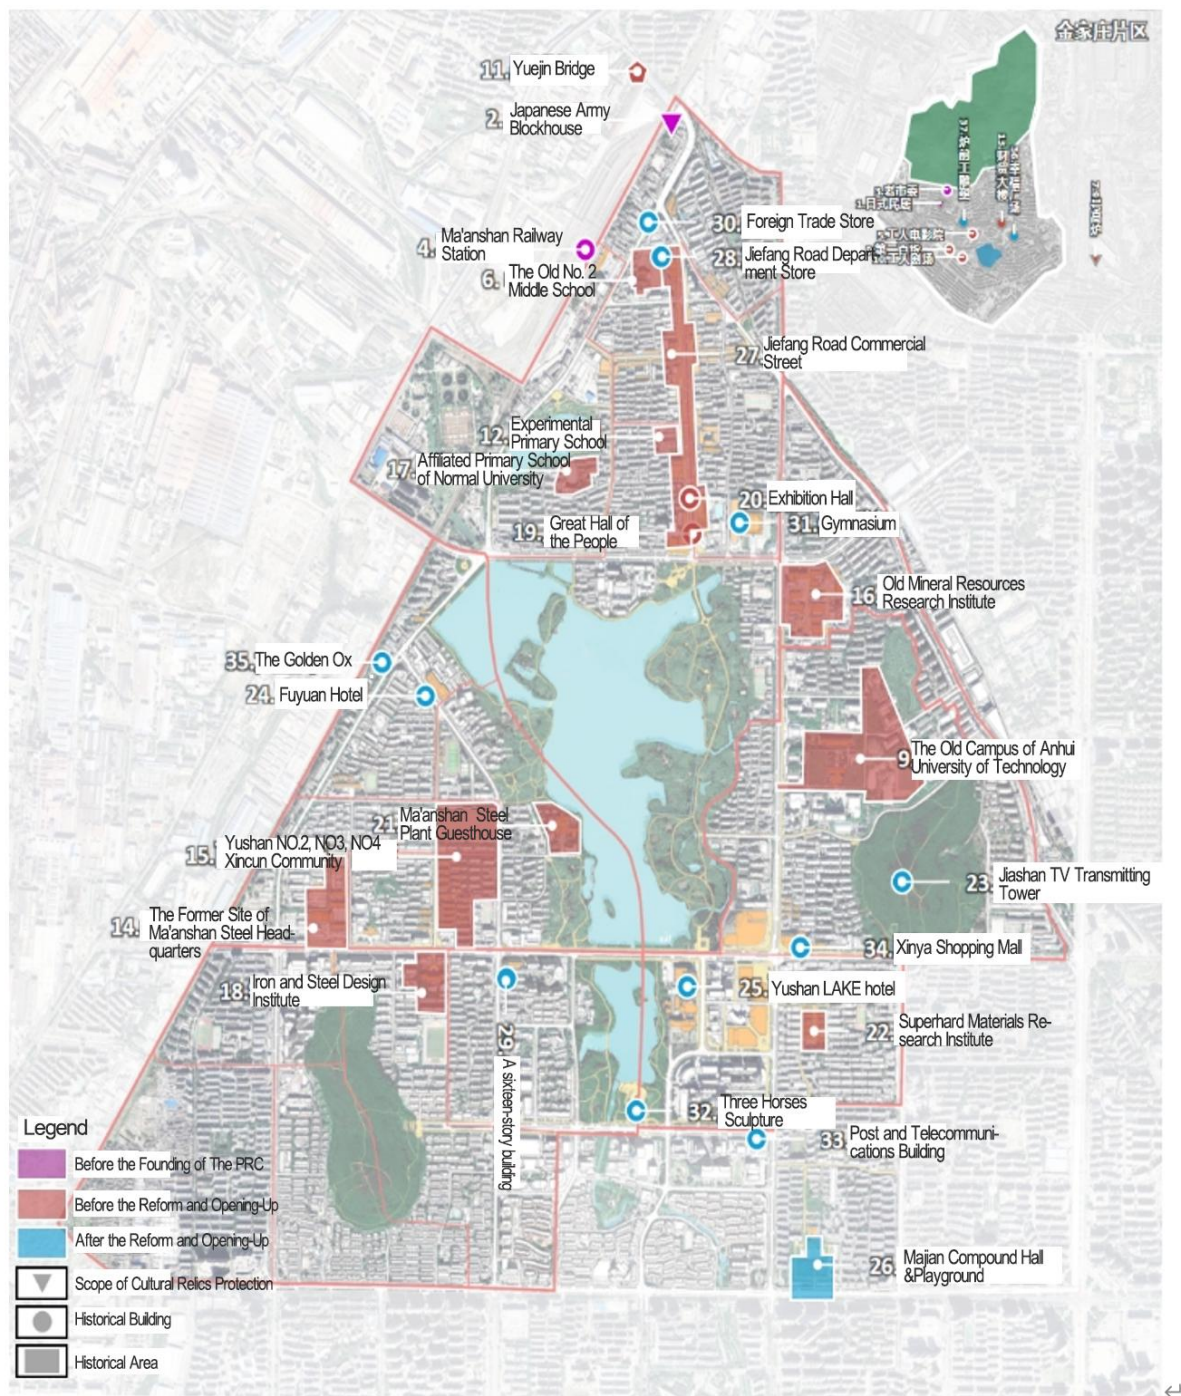 金家庄片区
11. Yuejin Bridge
2. Japanese Army
Blockhouse
30. Foreign Trade Store
4. Ma'anshan Railway
Station
28. Jiefang Road Depart-
ment Store
6. The Old No. 2
Middle School
27. Jiefang Road Commercial
Street
12. Experimental
Primary School
17. Affiliated Primary School
of Normal University
20. Exhibition Hall
19. Great Hall of
the People
31. Gymnasium
16. Old Mineral Resources
Research Institute
35. The Golden Ox
24. Fuyuan Hotel
9. The Old Campus of Anhui
University of Technology
21. Ma'anshan Steel
Plant Guesthouse
15. Yushan NO.2, NO3, NO4
Xincun Community
23. Jiashan TV Transmitting
Tower
14. The Former Site of
Ma'anshan Steel Head-
quarters
34. Xinya Shopping Mall
18. Iron and Steel Design
Institute
25. Yushan LAKE hotel
22. Superhard Materials Re-
search Institute
29. A sixteen-story building
32. Three Horses
Sculpture
33. Post and Telecommuni-
cations Building
26. Majian Compound Hall
&Playground
Legend
Before the Founding of The PRC
Before the Reform and Opening-Up
After the Reform and Opening-Up
Scope of Cultural Relics Protection
Historical Building
Historical Area